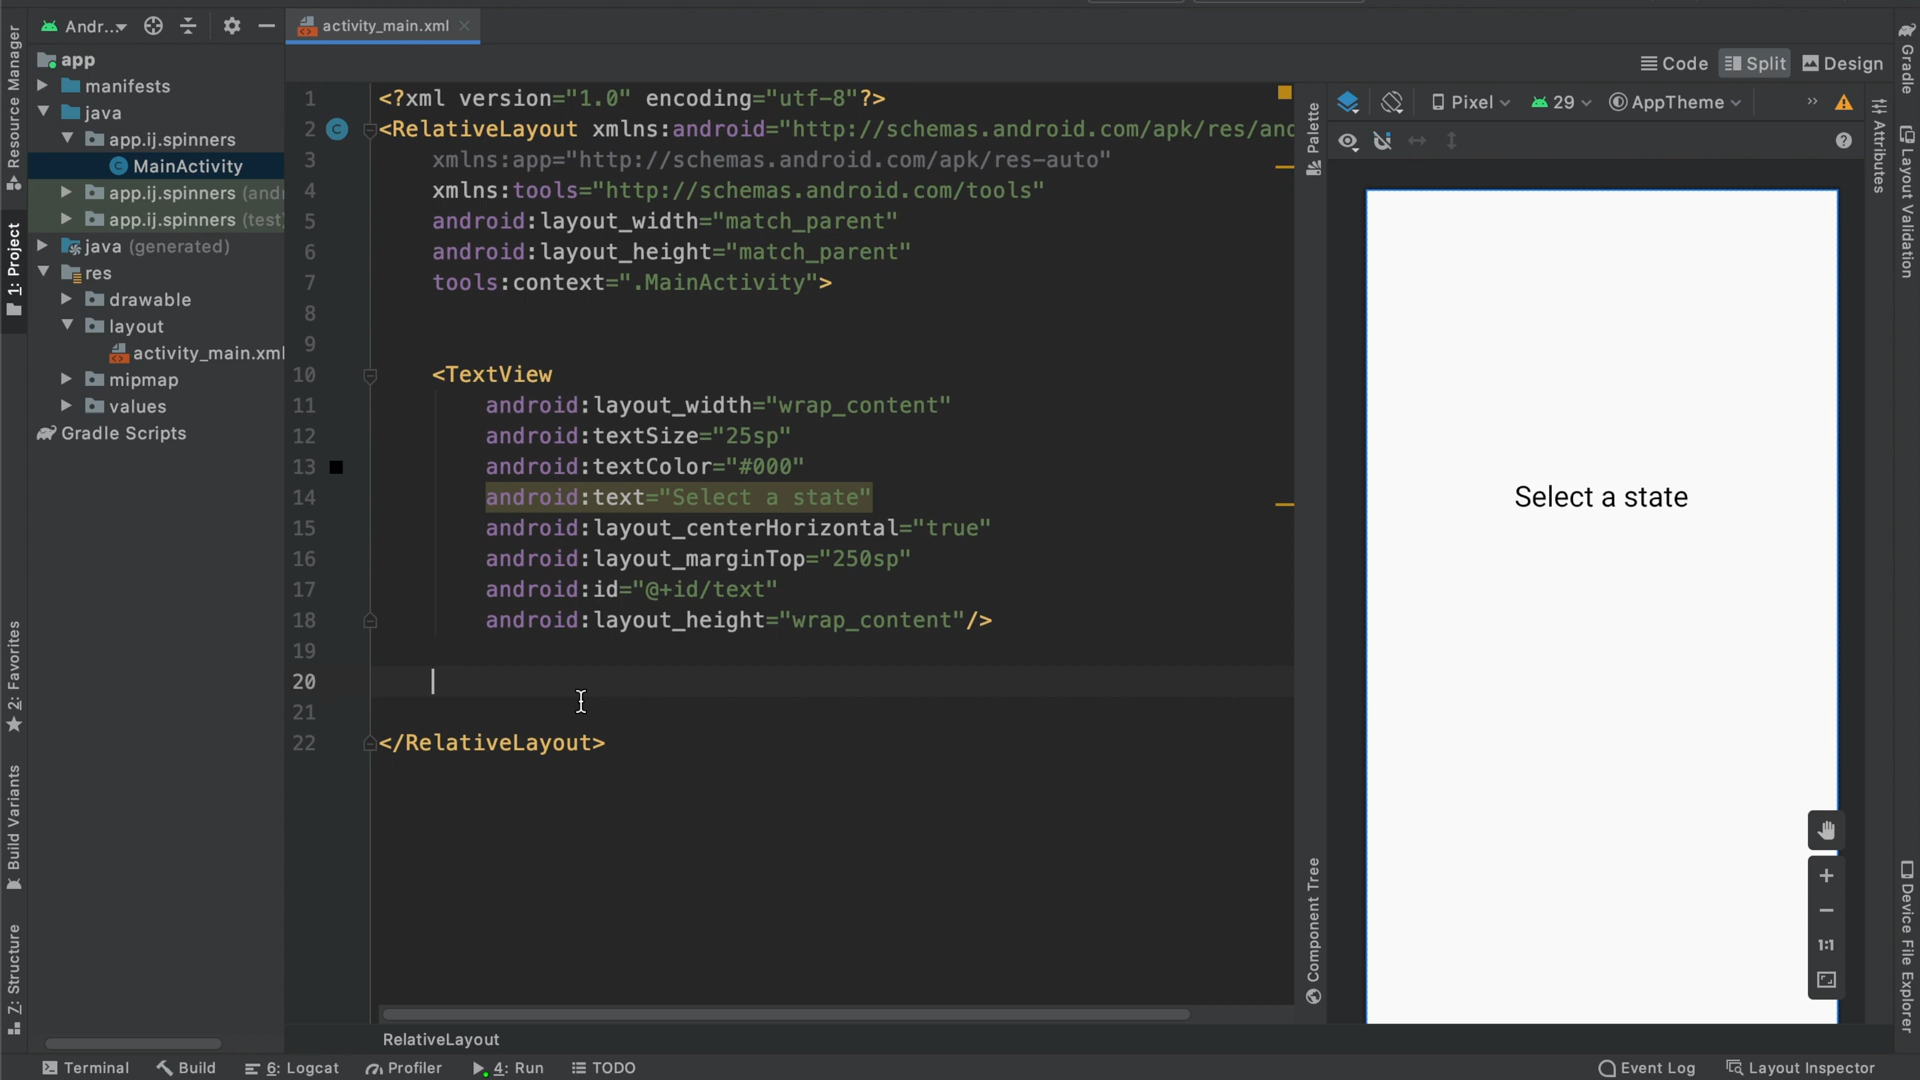 Andr...
activity_main.xml
app
manifests
java
app.ij.spinners
MainActivity
app.ij.spinners (andr
app.ij.spinners (test)
java (generated)
res
drawable
layout
activity_main.xml
mipmap
values
Gradle Scripts
Resource Manager
1: Project
2: Favorites
Build Variants
7: Structure
Code
Split
Design
1 <?xml version="1.0" encoding="utf-8"?>
2 <RelativeLayout xmlns:android="http://schemas.android.com/apk/res/and
3 xmlns:app="http://schemas.android.com/apk/res-auto"
4 xmlns:tools="http://schemas.android.com/tools"
5 android:layout_width="match_parent"
6 android:layout_height="match_parent"
7 tools:context=".MainActivity">
8
9
10 <TextView
11 android:layout_width="wrap_content"
12 android:textSize="25sp"
13 android:textColor="#000"
14 android:text="Select a state"
15 android:layout_centerHorizontal="true"
16 android:layout_marginTop="250sp"
17 android:id="@+id/text"
18 android:layout_height="wrap_content"/>
19
20
21
22 </RelativeLayout>
RelativeLayout
Palette
Component Tree
Pixel
29
AppTheme
Select a state
1:1
Gradle
Attributes
Layout Validation
Device File Explorer
Terminal
Build
6: Logcat
Profiler
4: Run
TODO
Event Log
Layout Inspector